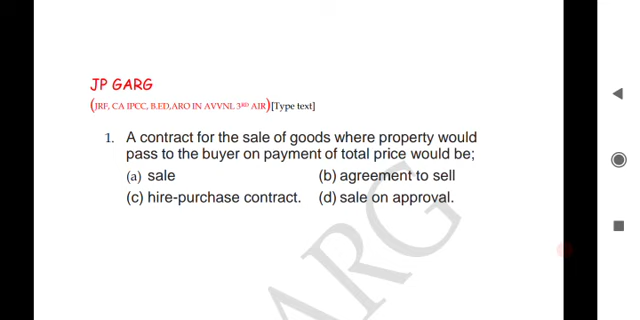 JP GARG
(JRF, CA IPCC, B.ED,ARO IN AVVNL 3RD AIR)[Type text]
1. A contract for the sale of goods where property would
pass to the buyer on payment of total price would be;
(a) sale (b) agreement to sell
(c) hire-purchase contract. (d) sale on approval.
ARG